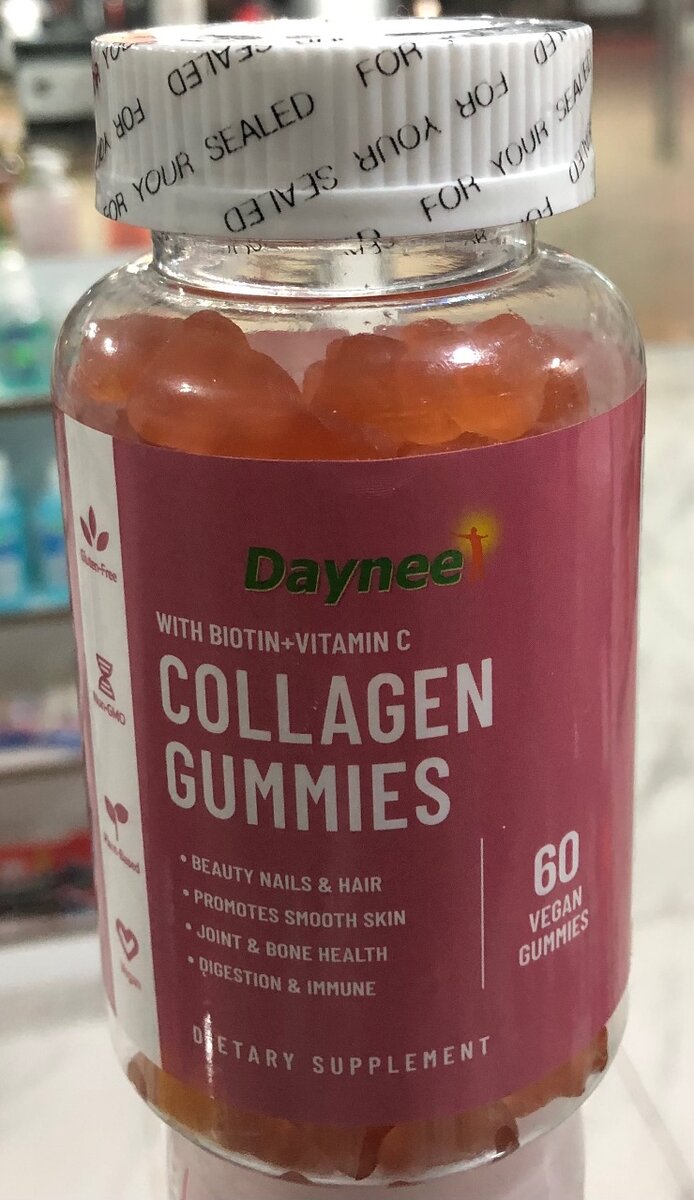 FOR YOUR SEALED
FOR YOUR SEALED
Daynee
WITH BIOTIN+VITAMIN C
COLLAGEN
GUMMIES
• BEAUTY NAILS & HAIR
• PROMOTES SMOOTH SKIN
• JOINT & BONE HEALTH
• DIGESTION & IMMUNE
60
VEGAN
GUMMIES
DIETARY SUPPLEMENT
Gluten-Free
Non-GMO
Plant-Based
Vegan